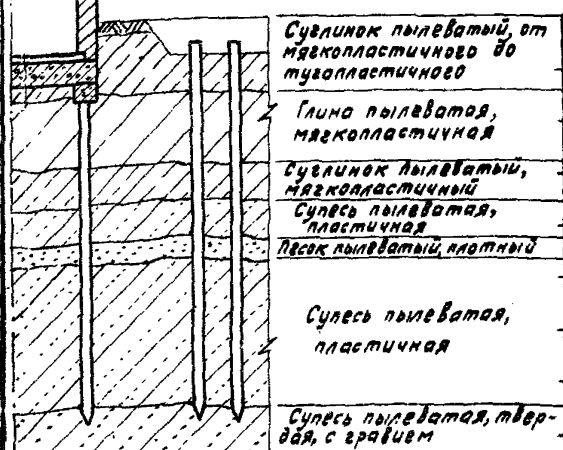 Суглинок пылеватый, от
мягкопластичного до
тугопластичного
Глина пылеватая,
мягкопластичная
Суглинок пылеватый,
мягкопластичный
Супесь пылеватая,
пластичная
Песок пылеватый, плотный
Супесь пылеватая,
пластичная
Супесь пылеватая, твер-
дая, с гравием